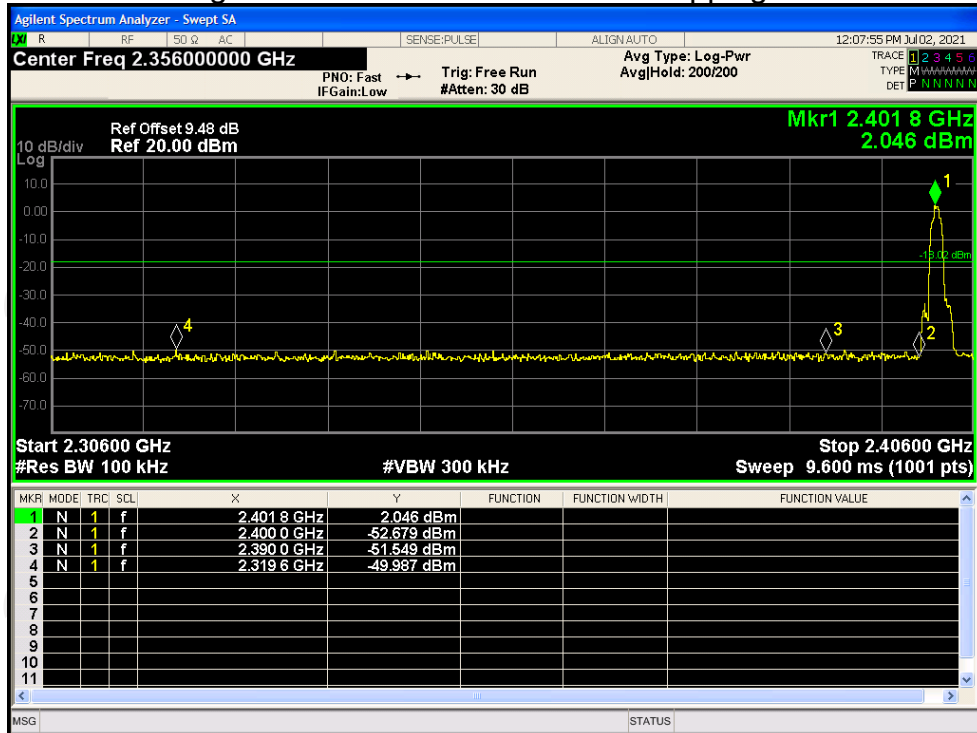 Agilent Spectrum Analyzer - Swept SA
LXI R RF 50 Ω AC SENSE:PULSE ALIGN AUTO 12:07:55 PM Jul 02, 2021
Center Freq 2.356000000 GHz
PNO: Fast
IFGain:Low
Trig: Free Run
#Atten: 30 dB
Avg Type: Log-Pwr
Avg|Hold: 200/200
TRACE 1 2 3 4 5 6
TYPE M
DET P N N N N N
Ref Offset 9.48 dB
10 dB/div Ref 20.00 dBm
Log
Mkr1 2.401 8 GHz
2.046 dBm
10.0
0.00
-10.0
-20.0
-30.0
-40.0
-50.0
-60.0
-70.0
1
-18.02 dBm
4
3
2
Start 2.30600 GHz Stop 2.40600 GHz
#Res BW 100 kHz #VBW 300 kHz Sweep 9.600 ms (1001 pts)
MKR MODE TRC SCL X Y FUNCTION FUNCTION WIDTH FUNCTION VALUE
1 N 1 f 2.401 8 GHz 2.046 dBm
2 N 1 f 2.400 0 GHz -52.679 dBm
3 N 1 f 2.390 0 GHz -51.549 dBm
4 N 1 f 2.319 6 GHz -49.987 dBm
5
6
7
8
9
10
11
MSG STATUS